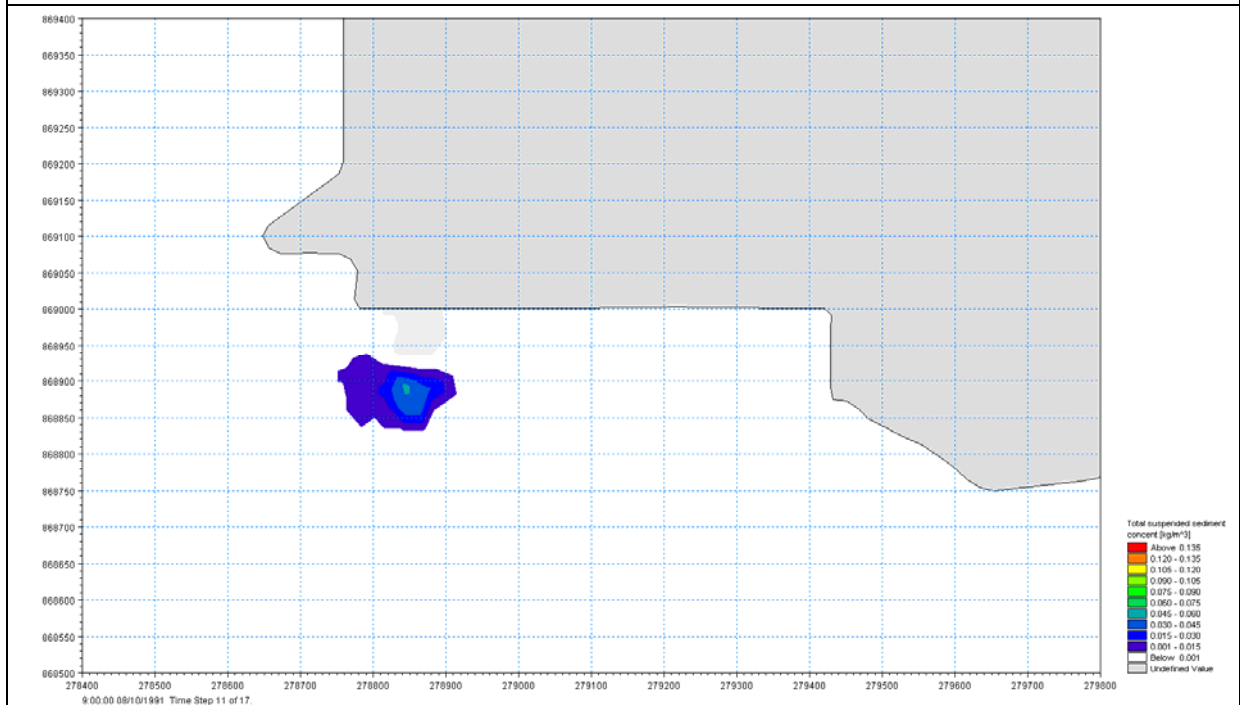 869400
869350
869300
869250
869200
869150
869100
869050
869000
868950
868900
868850
868800
868750
868700
868650
868600
868550
868500
278400 278500 278600 278700 278800 278900 279000 279100 279200 279300 279400 279500 279600 279700 279800
9:00:00 08/10/1991 Time Step 11 of 17.
Total suspended sediment
concent [kg/m^3]
Above 0.135
0.120 - 0.135
0.105 - 0.120
0.090 - 0.105
0.075 - 0.090
0.060 - 0.075
0.045 - 0.060
0.030 - 0.045
0.015 - 0.030
0.001 - 0.015
Below 0.001
Undefined Value